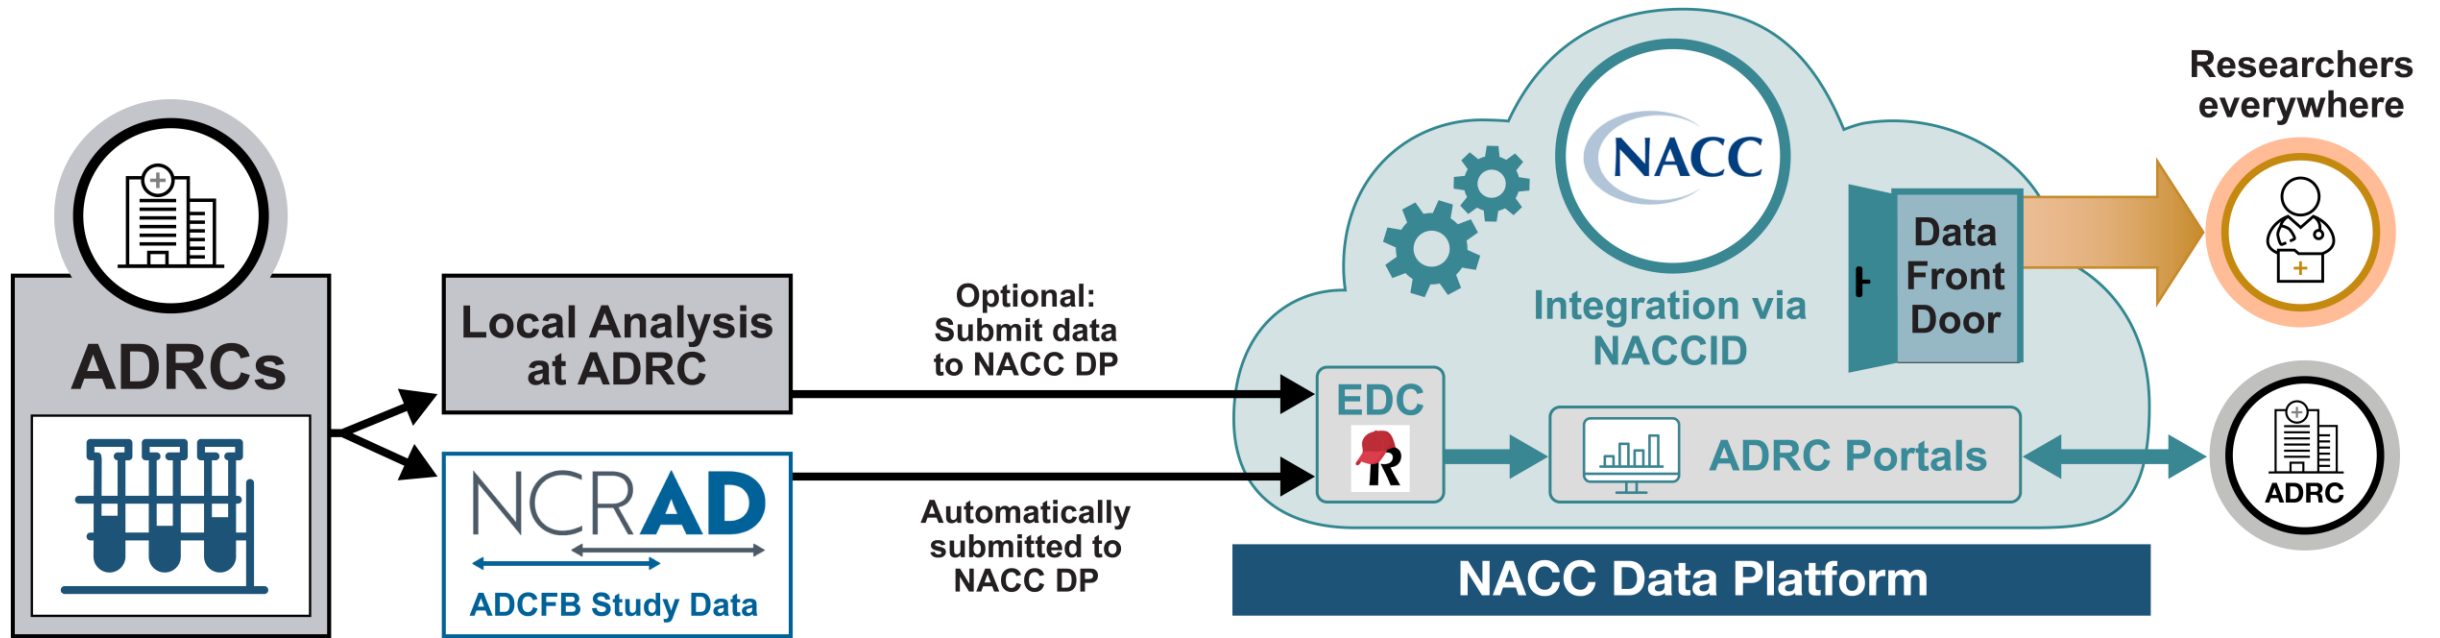 ADRCs
Local Analysis
at ADRC
NCRAD
ADCFB Study Data
Optional:
Submit data
to NACC DP
Automatically
submitted to
NACC DP
NACC
Integration via
NACCID
EDC
R
ADRC Portals
Data
Front
Door
NACC Data Platform
Researchers
everywhere
ADRC